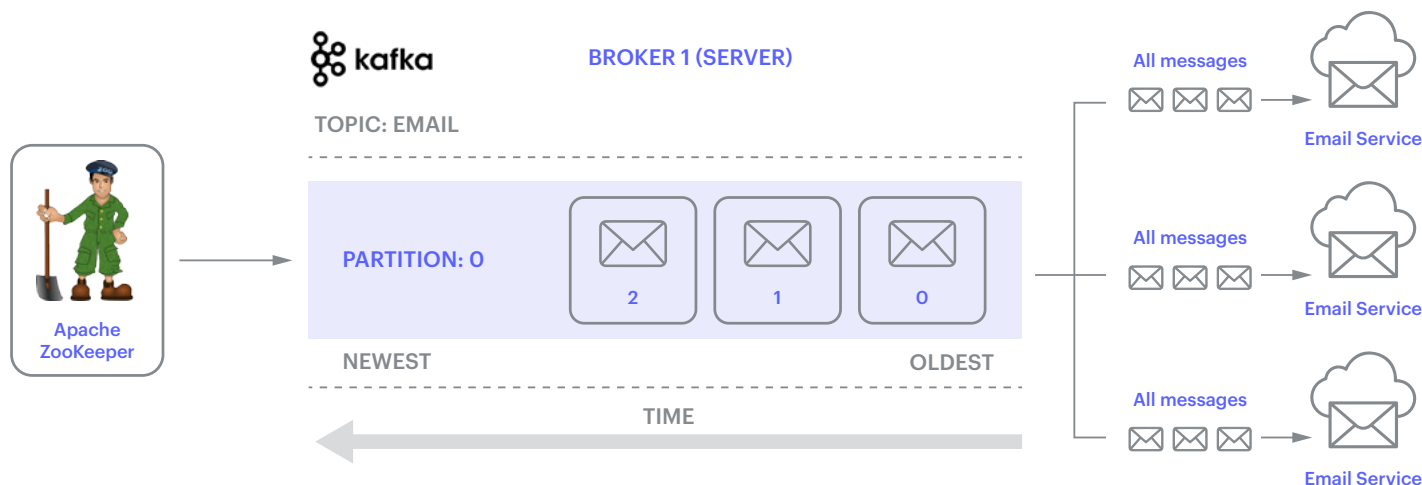 kafka
BROKER 1 (SERVER)
TOPIC: EMAIL
Apache
ZooKeeper
PARTITION: 0
2
1
0
NEWEST
OLDEST
TIME
All messages
Email Service
All messages
Email Service
All messages
Email Service